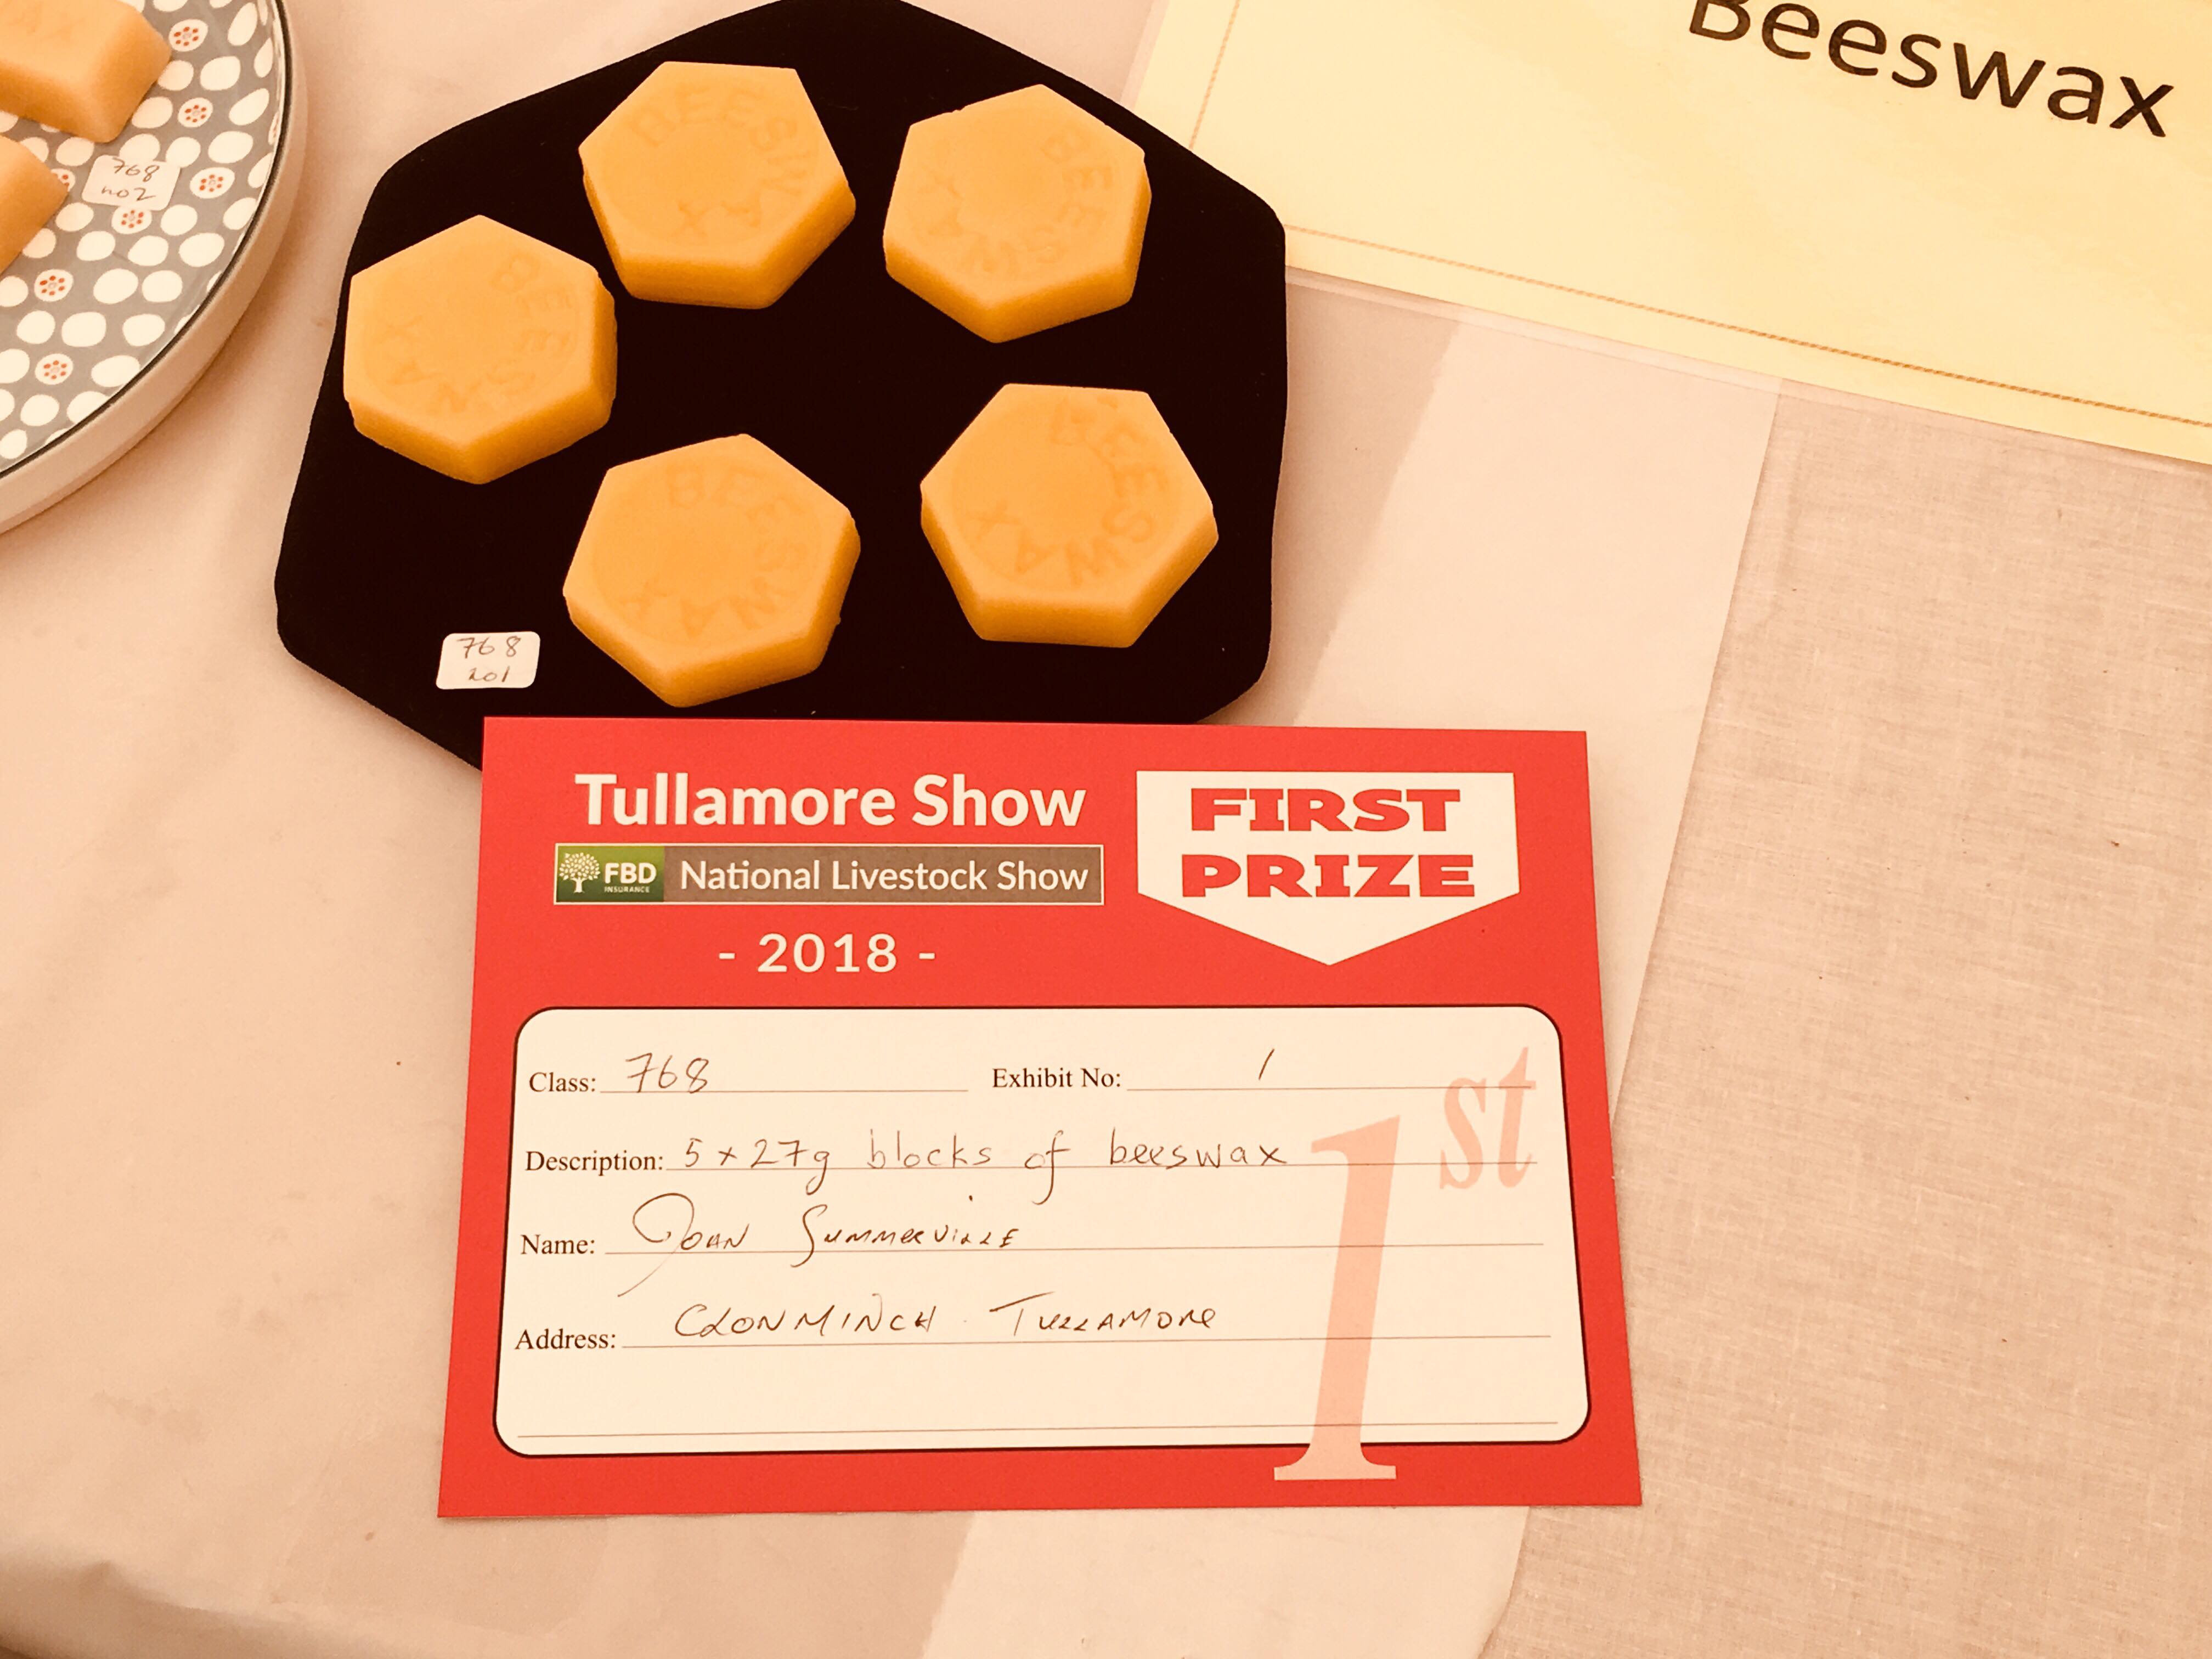 Beeswax
BEESWAX
BEESWAX
BEESWAX
BEESWAX
BEESWAX
768
no2
768
no1
Tullamore Show
FIRST
PRIZE
FBD
INSURANCE
National Livestock Show
- 2018 -
Class: 768
Exhibit No: 1
1st
Description: 5 x 27g blocks of beeswax
Name: Joan Summerville
Address: CLONMINCH TULLAMORE